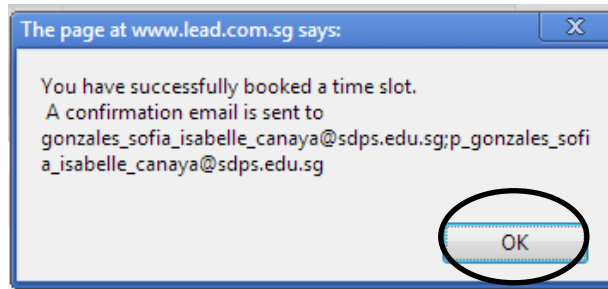 The page at www.lead.com.sg says:
You have successfully booked a time slot.
A confirmation email is sent to
gonzales_sofia_isabelle_canaya@sdps.edu.sg;p_gonzales_sofi
a_isabelle_canaya@sdps.edu.sg
OK